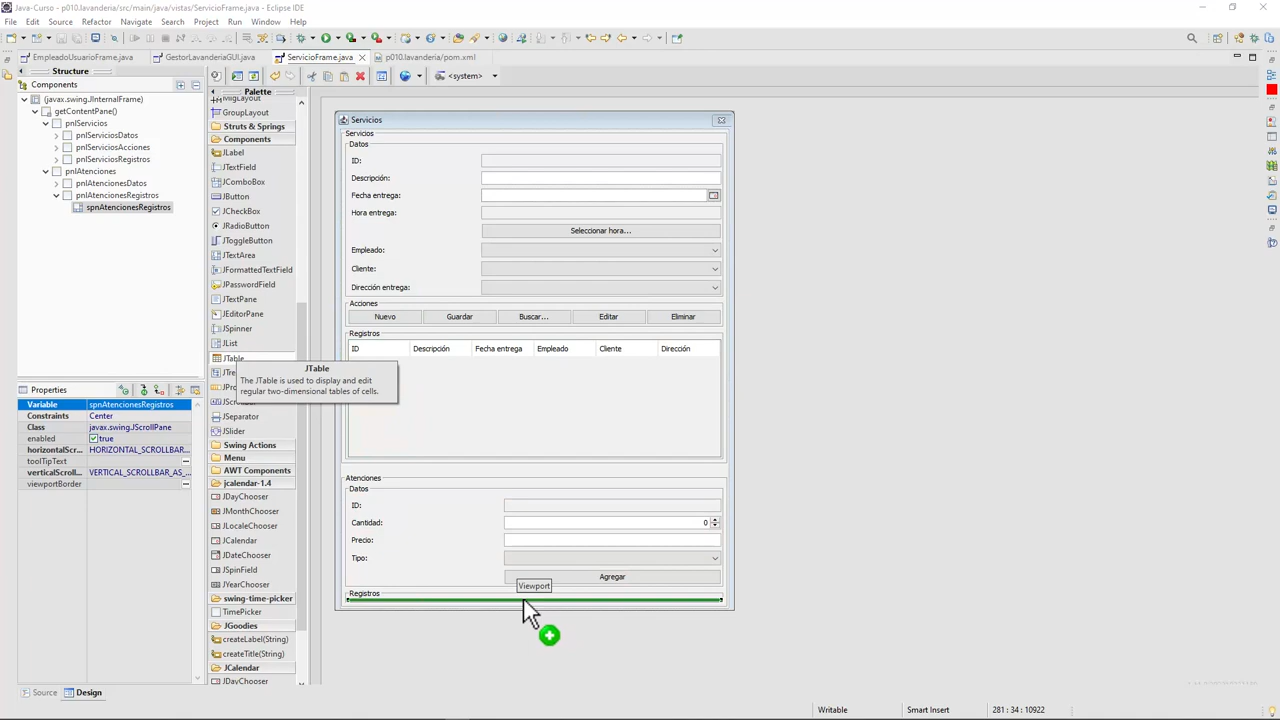 Java-Curso - p010.lavanderia/src/main/java/vistas/ServicioFrame.java - Eclipse IDE
File Edit Source Refactor Navigate Search Project Run Window Help
<system>
EmpleadoUsuarioFrame.java
GestorLavanderiaGUI.java
ServicioFrame.java
p010.lavanderia/pom.xml
Structure
Components
(javax.swing.JInternalFrame)
getContentPane()
pnlServicios
pnlServiciosDatos
pnlServiciosAcciones
pnlServiciosRegistros
pnlAtenciones
pnlAtencionesDatos
pnlAtencionesRegistros
spnAtencionesRegistros
Properties
Variable spnAtencionesRegistros
Constraints Center
Class javax.swing.JScrollPane
enabled true
horizontalScr... HORIZONTAL_SCROLLBAR...
toolTipText
verticalScroll... VERTICAL_SCROLLBAR_AS_...
viewportBorder
Source
Design
Palette
MigLayout
GroupLayout
Struts & Springs
Components
JLabel
JTextField
JComboBox
JButton
JCheckBox
JRadioButton
JToggleButton
JTextArea
JFormattedTextField
JPasswordField
JTextPane
JEditorPane
JSpinner
JList
JTable
JTable
The JTable is used to display and edit
regular two-dimensional tables of cells.
JSeparator
JSlider
Swing Actions
Menu
AWT Components
jcalendar-1.4
JDayChooser
JMonthChooser
JLocaleChooser
JCalendar
JDateChooser
JSpinField
JYearChooser
swing-time-picker
TimePicker
JGoodies
createLabel(String)
createTitle(String)
JCalendar
JDayChooser
Servicios
Servicios
Datos
ID:
Descripción:
Fecha entrega:
Hora entrega:
Seleccionar hora...
Empleado:
Cliente:
Dirección entrega:
Acciones
Nuevo Guardar Buscar... Editar Eliminar
Registros
ID Descripción Fecha entrega Empleado Cliente Dirección
Atenciones
Datos
ID:
Cantidad: 0
Precio:
Tipo:
Agregar
Viewport
Registros
Writable Smart Insert 281 : 34 : 10922